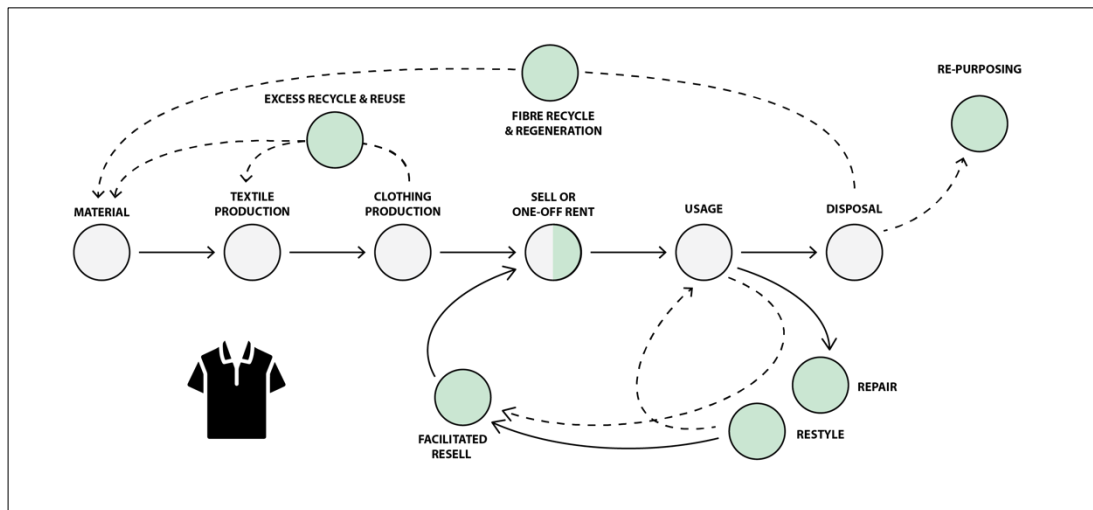 RE-PURPOSING
EXCESS RECYCLE & REUSE
FIBRE RECYCLE
& REGENERATION
MATERIAL
TEXTILE
PRODUCTION
CLOTHING
PRODUCTION
SELL OR
ONE-OFF RENT
USAGE
DISPOSAL
REPAIR
RESTYLE
FACILITATED
RESELL